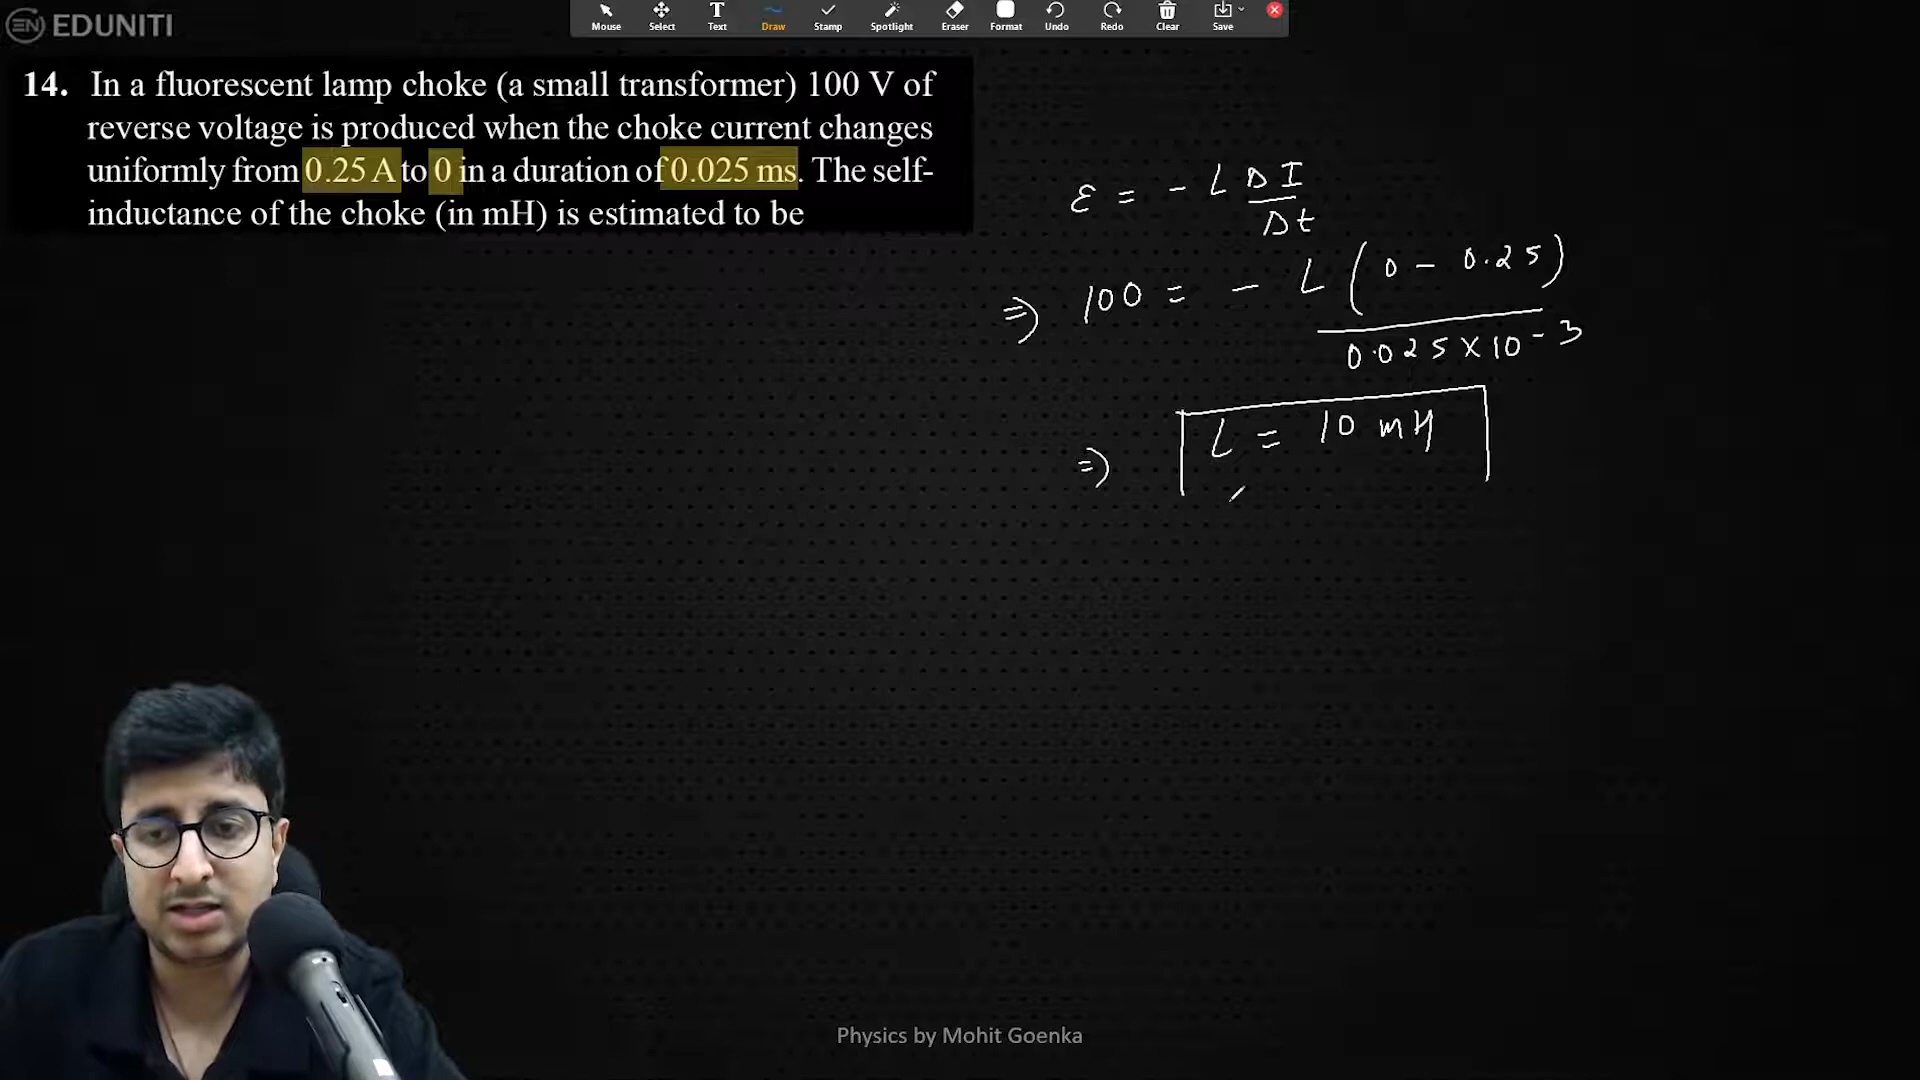 EN EDUNITI
Mouse Select Text Draw Stamp Spotlight Eraser Format Undo Redo Clear Save
14. In a fluorescent lamp choke (a small transformer) 100 V of
reverse voltage is produced when the choke current changes
uniformly from 0.25 A to 0 in a duration of 0.025 ms. The self-
inductance of the choke (in mH) is estimated to be
ε = - L ΔI
Δt
⇒ 100 = - L (0 - 0.25)
0.025 × 10-3
⇒ L = 10 mH
Physics by Mohit Goenka